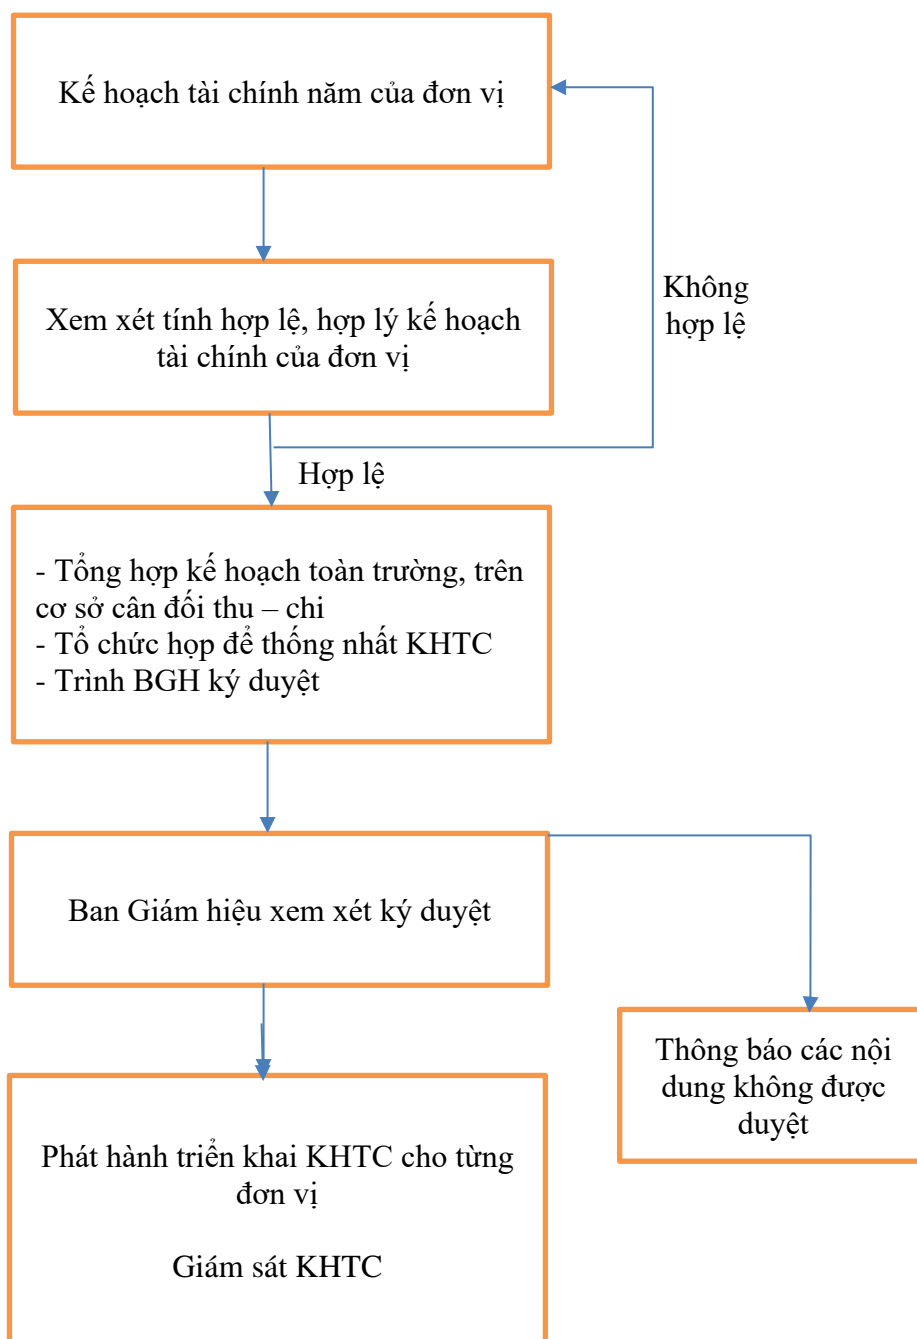 Kế hoạch tài chính năm của đơn vị
Xem xét tính hợp lệ, hợp lý kế hoạch
tài chính của đơn vị
Không
hợp lệ
Hợp lệ
- Tổng hợp kế hoạch toàn trường, trên
cơ sở cân đối thu – chi
- Tổ chức họp để thống nhất KHTC
- Trình BGH ký duyệt
Ban Giám hiệu xem xét ký duyệt
Thông báo các nội
dung không được
duyệt
Phát hành triển khai KHTC cho từng
đơn vị
Giám sát KHTC